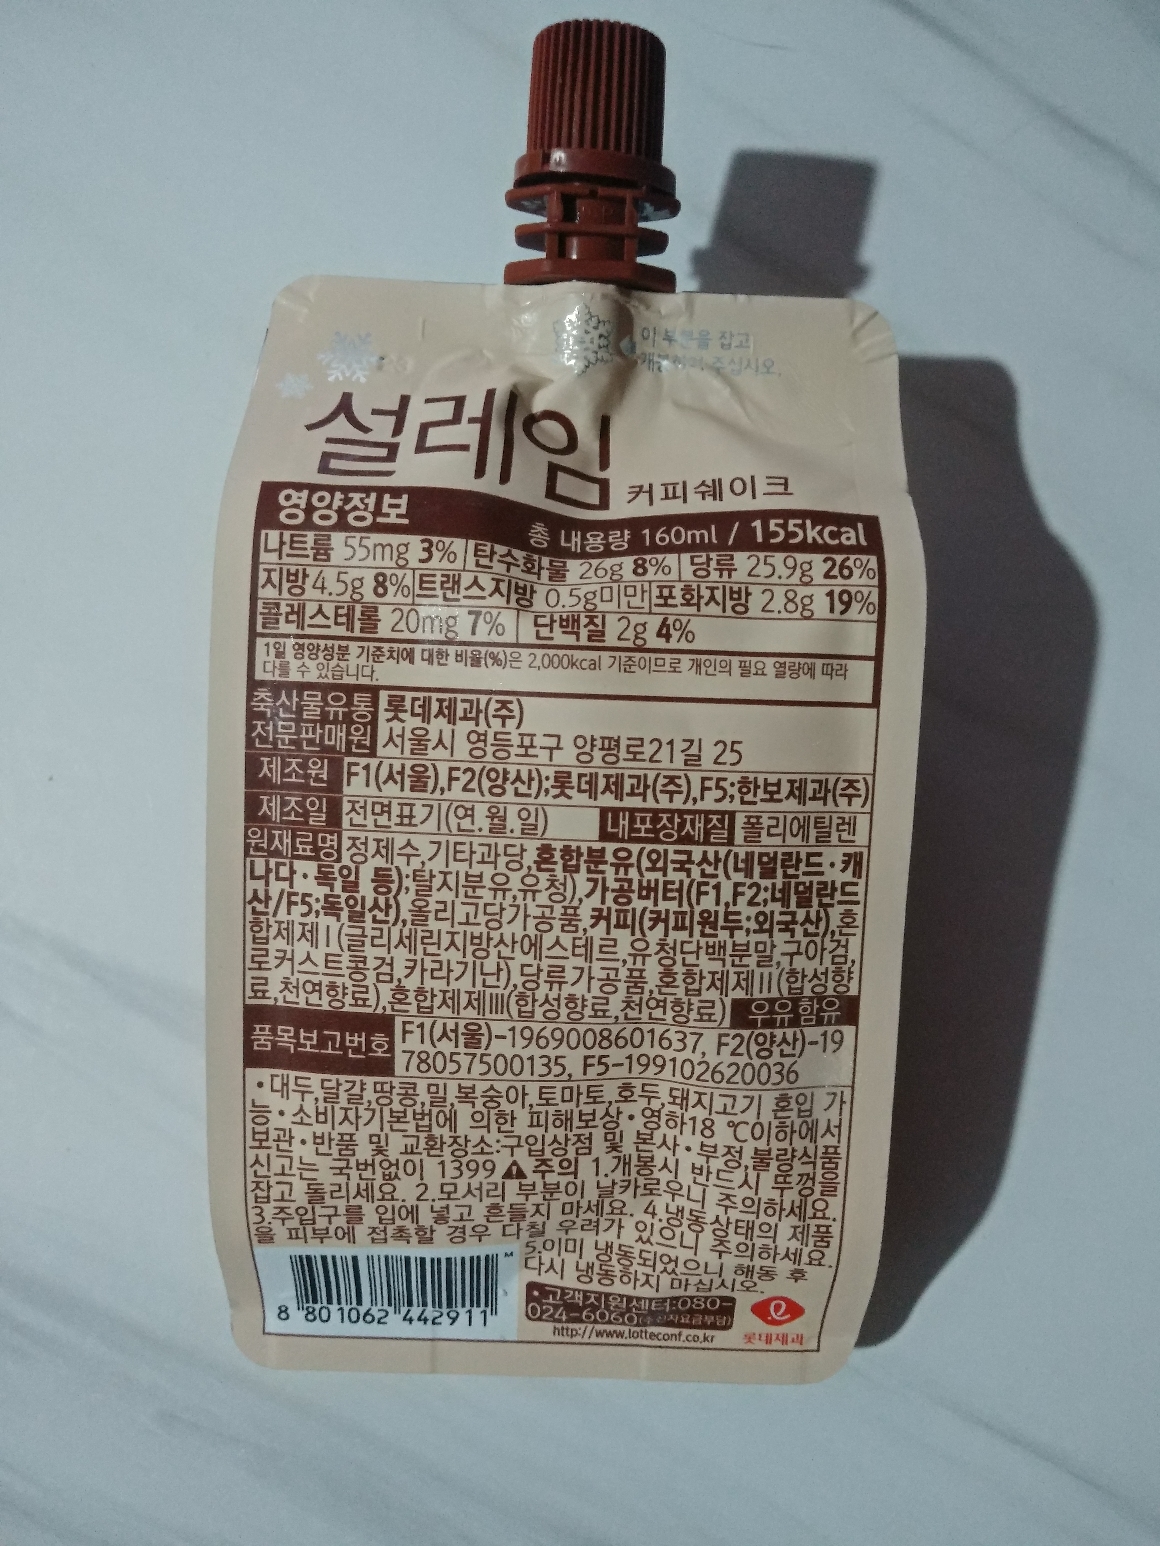 이 부분을 잡고
개봉하여 주십시오.
설레임 커피쉐이크
영양정보
총 내용량 160ml / 155kcal
나트륨 55mg 3% 탄수화물 26g 8% 당류 25.9g 26%
지방4.5g 8% 트랜스지방 0.5g미만 포화지방 2.8g 19%
콜레스테롤 20mg 7% 단백질 2g 4%
1일 영양성분 기준치에 대한 비율(%)은 2,000kcal 기준이므로 개인의 필요 열량에 따라
다를 수 있습니다.
축산물유통 롯데제과(주)
전문판매원 서울시 영등포구 양평로21길 25
제조원 F1(서울),F2(양산);롯데제과(주),F5;한보제과(주)
제조일 전면표기(연.월.일) 내포장재질 폴리에틸렌
원재료명 정제수,기타과당,혼합분유(외국산(네덜란드·캐
나다·독일 등);탈지분유,유청),가공버터(F1,F2;네덜란드
산/F5;독일산),올리고당가공품,커피(커피원두;외국산),혼
합제제Ⅰ(글리세린지방산에스테르,유청단백분말,구아검,
로커스트콩검,카라기난),당류가공품,혼합제제Ⅱ(합성향
료,천연향료),혼합제제Ⅲ(합성향료,천연향료) 우유함유
품목보고번호 F1(서울)-1969008601637, F2(양산)-19
78057500135, F5-199102620036
·대두,달걀,땅콩,밀,복숭아,토마토,호두,돼지고기 혼입 가
능·소비자기본법에 의한 피해보상·영하18 ℃이하에서
보관·반품 및 교환장소:구입상점 및 본사·부정,불량식품
신고는 국번없이 1399 ⚠주의 1.개봉시 반드시 뚜껑을
잡고 돌리세요. 2.모서리 부분이 날카로우니 주의하세요.
3.주입구를 입에 넣고 흔들지 마세요. 4.냉동상태의 제품
을 피부에 접촉할 경우 다칠 우려가 있으니 주의하세요.
5.이미 냉동되었으니 해동 후
다시 냉동하지 마십시오.
8 801062 442911
·고객지원센터:080-
024-6060(수신자요금부담)
http://www.lotteconf.co.kr
롯데제과